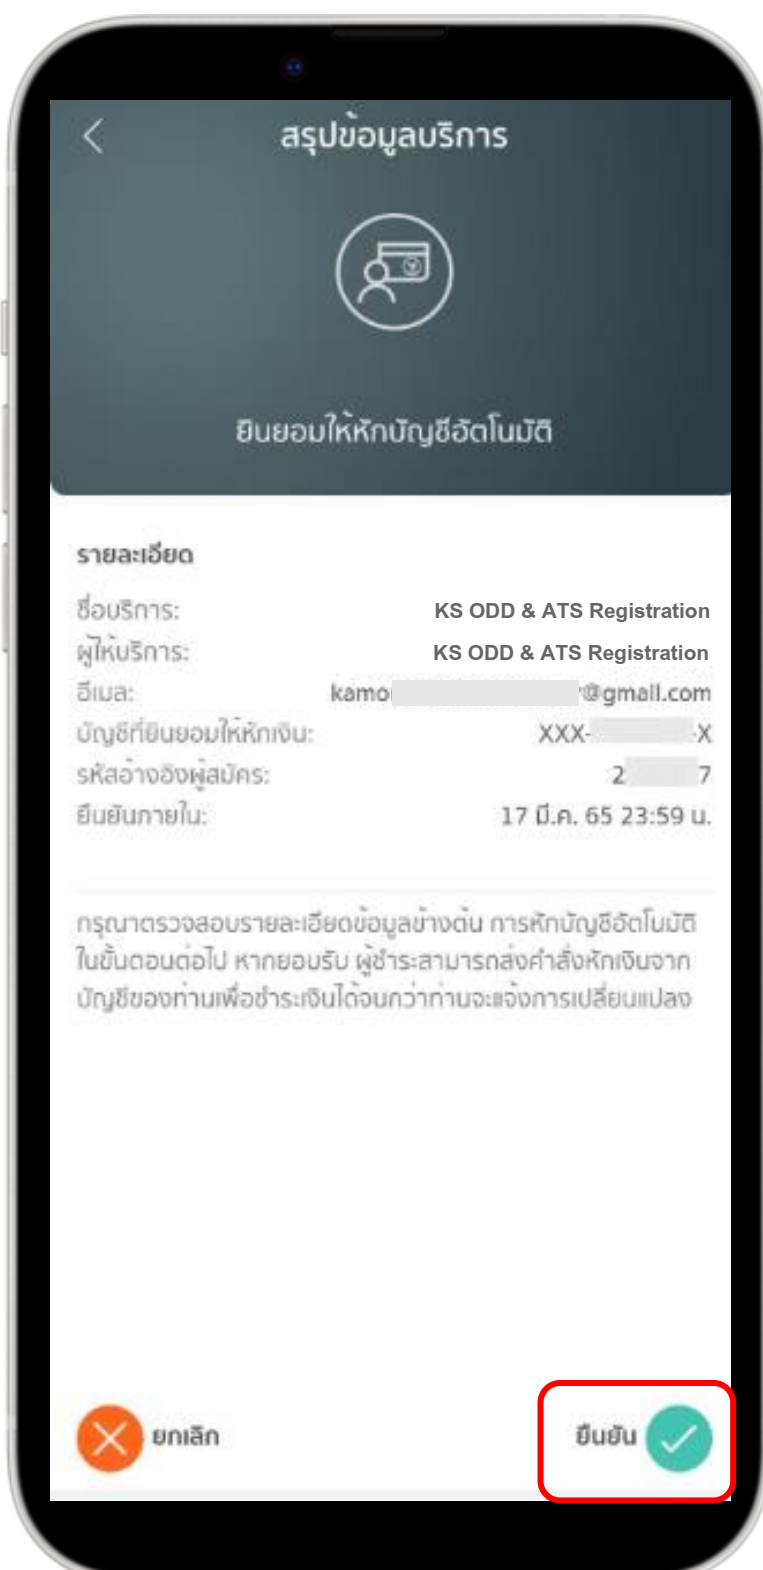 สรุปข้อมูลบริการ
ยินยอมให้หักบัญชีอัตโนมัติ
รายละเอียด
ชื่อบริการ: KS ODD & ATS Registration
ผู้ให้บริการ: KS ODD & ATS Registration
อีเมล: kamo @gmail.com
บัญชีที่ยินยอมให้หักเงิน: XXX- -X
รหัสอ้างอิงผู้สมัคร: 2 7
ยืนยันภายใน: 17 มี.ค. 65 23:59 น.
กรุณาตรวจสอบรายละเอียดข้อมูลข้างต้น การหักบัญชีอัตโนมัติ
ในขั้นตอนต่อไป หากยอมรับ ผู้ชำระสามารถส่งคำสั่งหักเงินจาก
บัญชีของท่านเพื่อชำระเงินได้จนกว่าท่านจะแจ้งการเปลี่ยนแปลง
ยกเลิก ยืนยัน